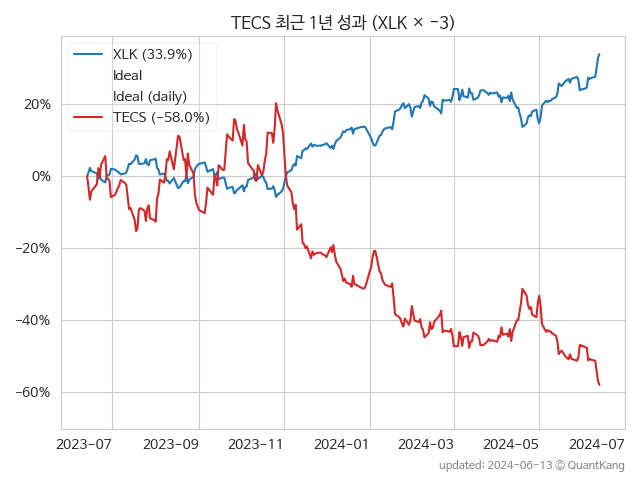 TECS 최근 1년 성과 (XLK × −3)
XLK (33.9%)
Ideal
Ideal (daily)
TECS (−58.0%)
20%
0%
−20%
−40%
−60%
2023-07 2023-09 2023-11 2024-01 2024-03 2024-05 2024-07
updated: 2024-06-13 © QuantKang